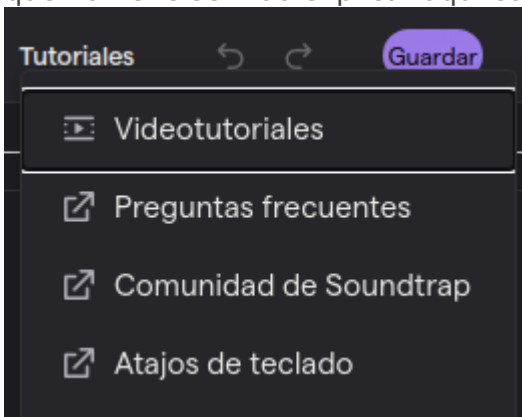 Tutoriales Guardar
Videotutoriales
Preguntas frecuentes
Comunidad de Soundtrap
Atajos de teclado